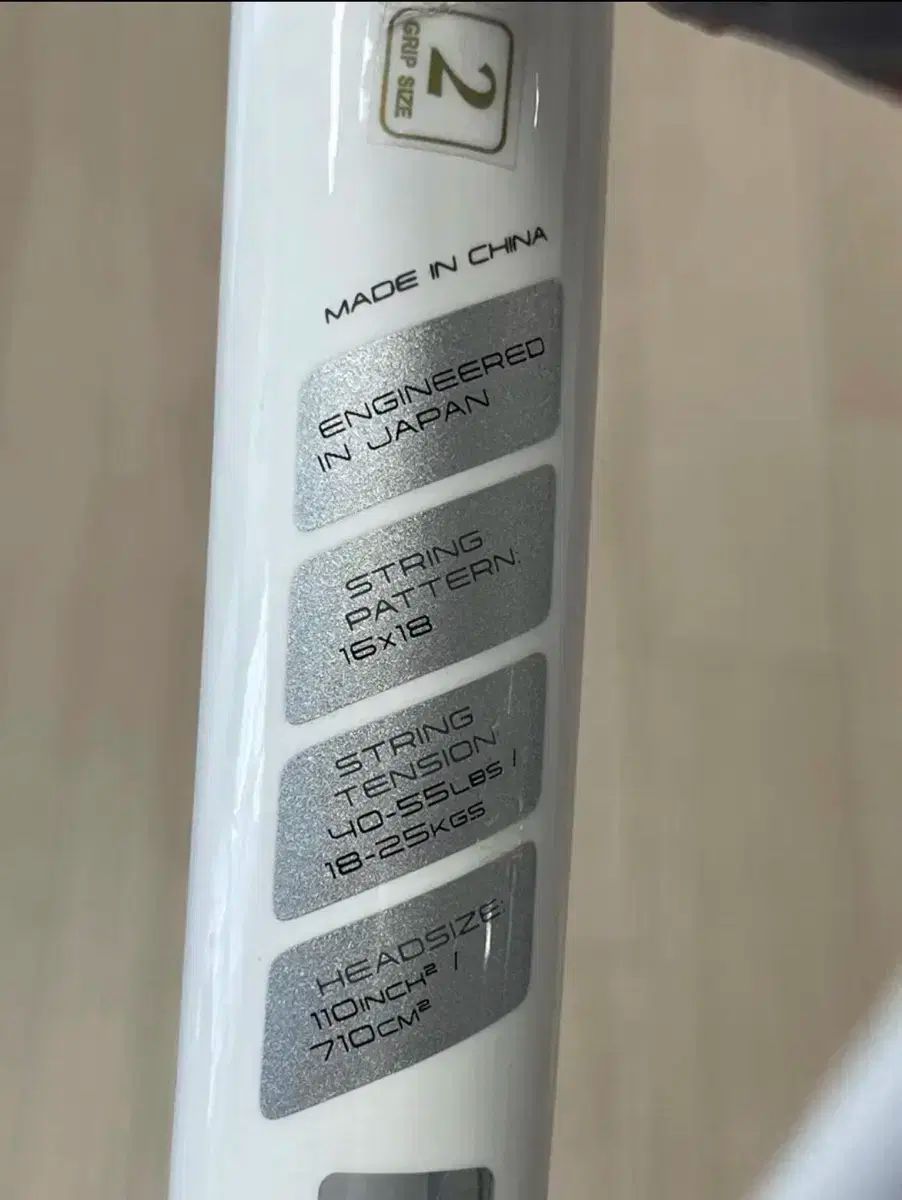 2
GRIP SIZE
MADE IN CHINA
ENGINEERED
IN JAPAN
STRING
PATTERN:
16x18
STRING
TENSION:
40-55LBS /
18-25KGS
HEADSIZE:
110INCH² /
710CM²